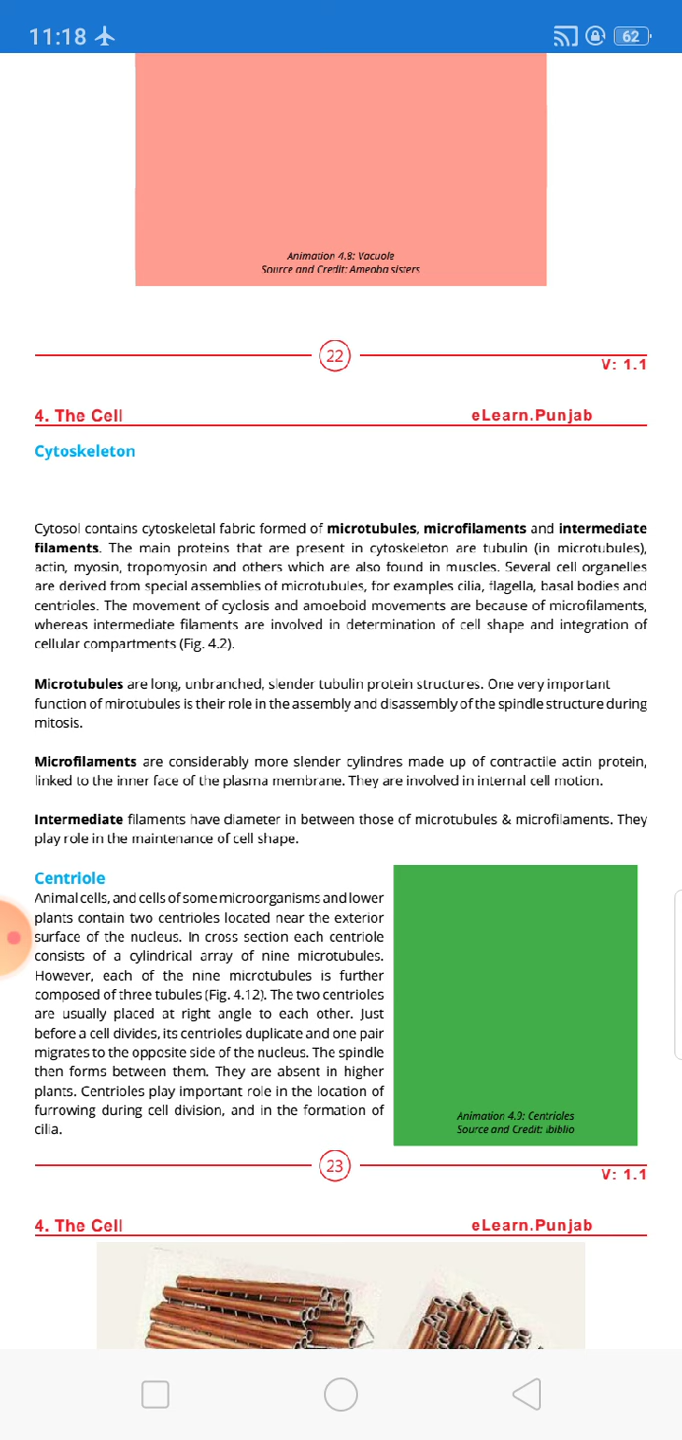 11:18
62
Animation 4.8: Vacuole
Source and Credit: Ameoba sisters
22
V: 1.1
4. The Cell eLearn.Punjab
Cytoskeleton
Cytosol contains cytoskeletal fabric formed of microtubules, microfilaments and intermediate
filaments. The main proteins that are present in cytoskeleton are tubulin (in microtubules),
actin, myosin, tropomyosin and others which are also found in muscles. Several cell organelles
are derived from special assemblies of microtubules, for examples cilia, flagella, basal bodies and
centrioles. The movement of cyclosis and amoeboid movements are because of microfilaments,
whereas intermediate filaments are involved in determination of cell shape and integration of
cellular compartments (Fig. 4.2).
Microtubules are long, unbranched, slender tubulin protein structures. One very important
function of mirotubules is their role in the assembly and disassembly of the spindle structure during
mitosis.
Microfilaments are considerably more slender cylindres made up of contractile actin protein,
linked to the inner face of the plasma membrane. They are involved in internal cell motion.
Intermediate filaments have diameter in between those of microtubules & microfilaments. They
play role in the maintenance of cell shape.
Centriole
Animal cells, and cells of some microorganisms and lower
plants contain two centrioles located near the exterior
surface of the nucleus. In cross section each centriole
consists of a cylindrical array of nine microtubules.
However, each of the nine microtubules is further
composed of three tubules (Fig. 4.12). The two centrioles
are usually placed at right angle to each other. Just
before a cell divides, its centrioles duplicate and one pair
migrates to the opposite side of the nucleus. The spindle
then forms between them. They are absent in higher
plants. Centrioles play important role in the location of
furrowing during cell division, and in the formation of
cilia.
Animation 4.9: Centrioles
Source and Credit: ibiblio
23
V: 1.1
4. The Cell eLearn.Punjab